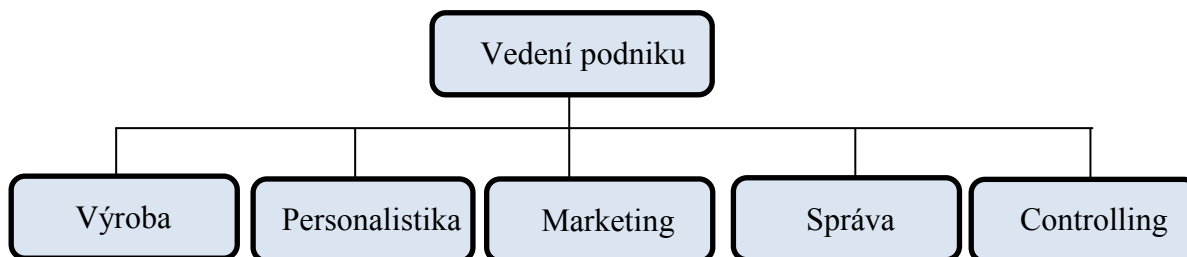 Vedení podniku
Výroba
Personalistika
Marketing
Správa
Controlling